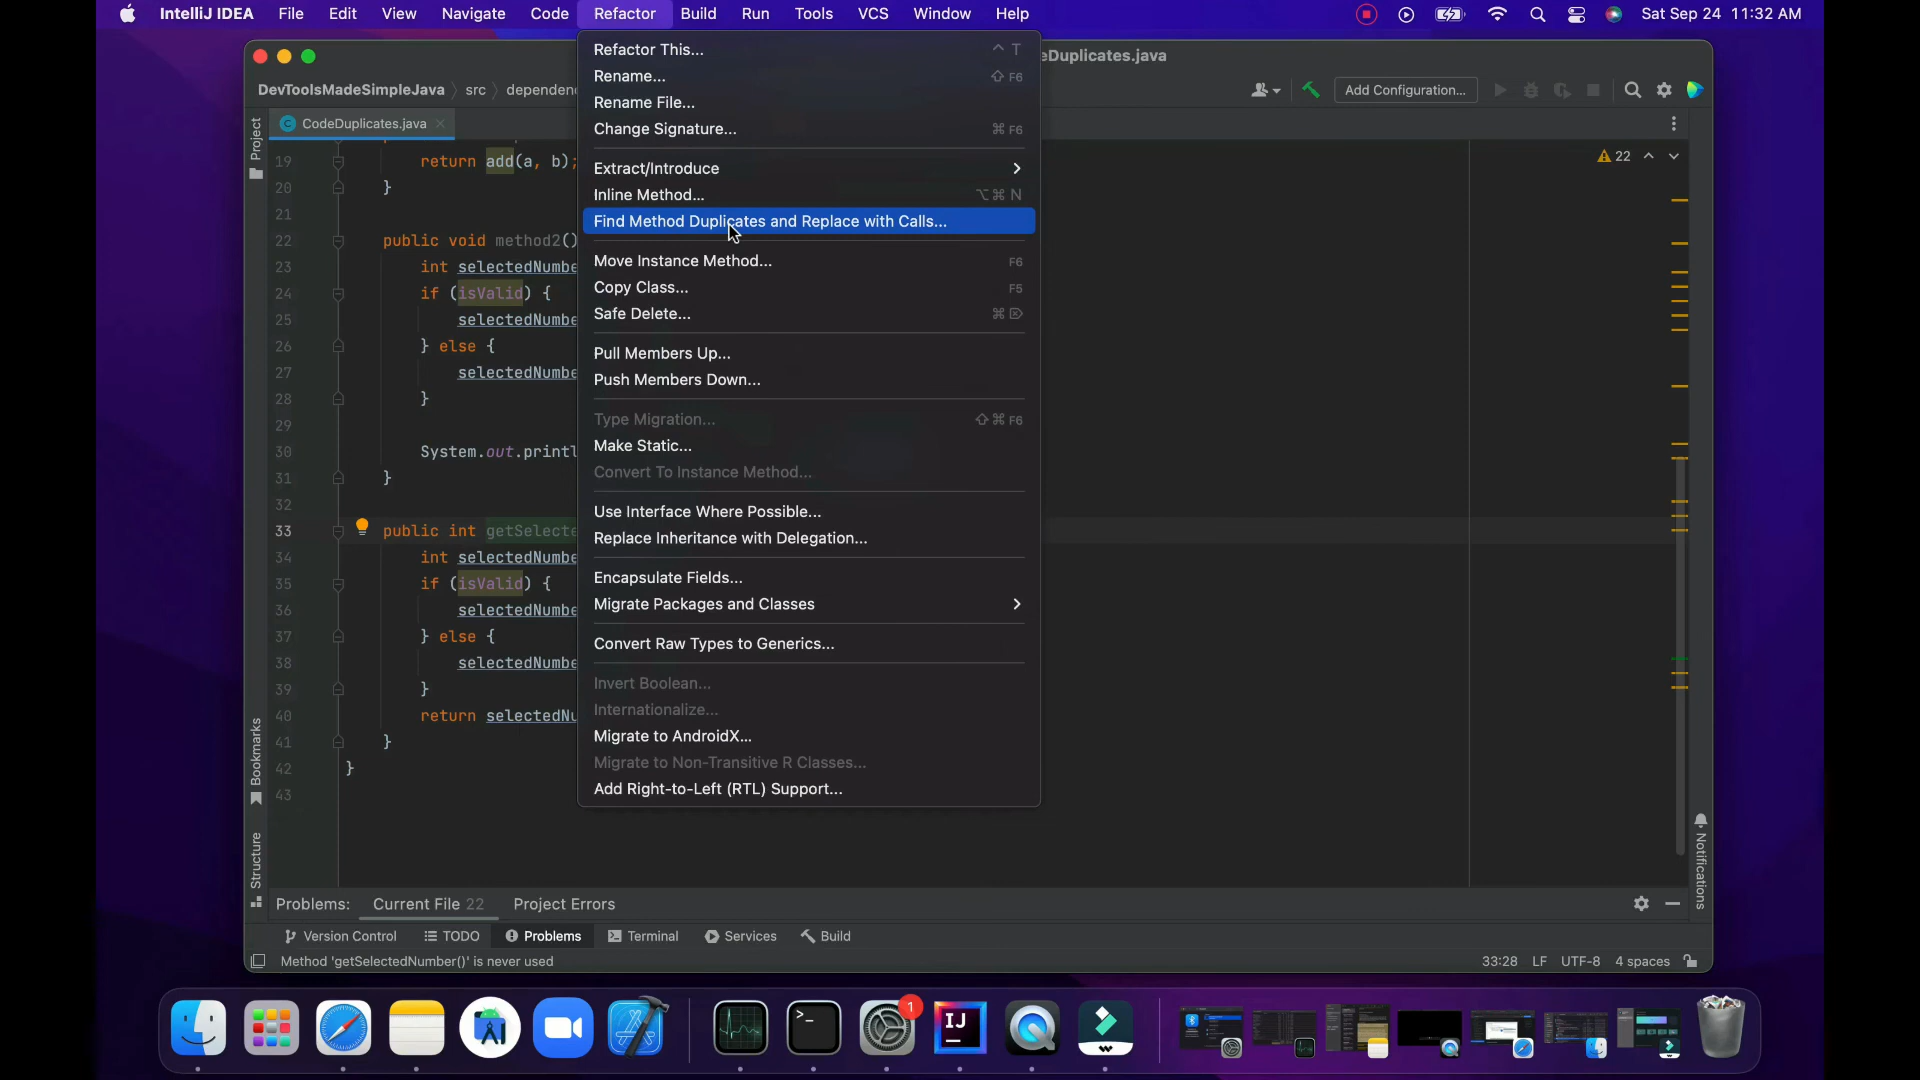 IntelliJ IDEA File Edit View Navigate Code Refactor Build Run Tools VCS Window Help Sat Sep 24 11:32 AM
Refactor This... ^ T
Rename... ⇧ F6
Rename File...
Change Signature... ⌘ F6
Extract/Introduce
Inline Method... ⌥⌘ N
Find Method Duplicates and Replace with Calls...
Move Instance Method... F6
Copy Class... F5
Safe Delete... ⌘ ⌦
Pull Members Up...
Push Members Down...
Type Migration... ⇧⌘ F6
Make Static...
Convert To Instance Method...
Use Interface Where Possible...
Replace Inheritance with Delegation...
Encapsulate Fields...
Migrate Packages and Classes
Convert Raw Types to Generics...
Invert Boolean...
Internationalize...
Migrate to AndroidX...
Migrate to Non-Transitive R Classes...
Add Right-to-Left (RTL) Support...
eDuplicates.java
DevToolsMadeSimpleJava src dependenc
Add Configuration...
CodeDuplicates.java
22
Project
Bookmarks
Structure
Notifications
19 return add(a, b);
20 }
21
22 public void method2()
23 int selectedNumbe
24 if (isValid) {
25 selectedNumbe
26 } else {
27 selectedNumbe
28 }
29
30 System.out.printl
31 }
32
33 public int getSelecte
34 int selectedNumbe
35 if (isValid) {
36 selectedNumbe
37 } else {
38 selectedNumbe
39 }
40 return selectedNu
41 }
42 }
43
Problems: Current File 22 Project Errors
Version Control TODO Problems Terminal Services Build
Method 'getSelectedNumber()' is never used 33:28 LF UTF-8 4 spaces
1
>_
IJ